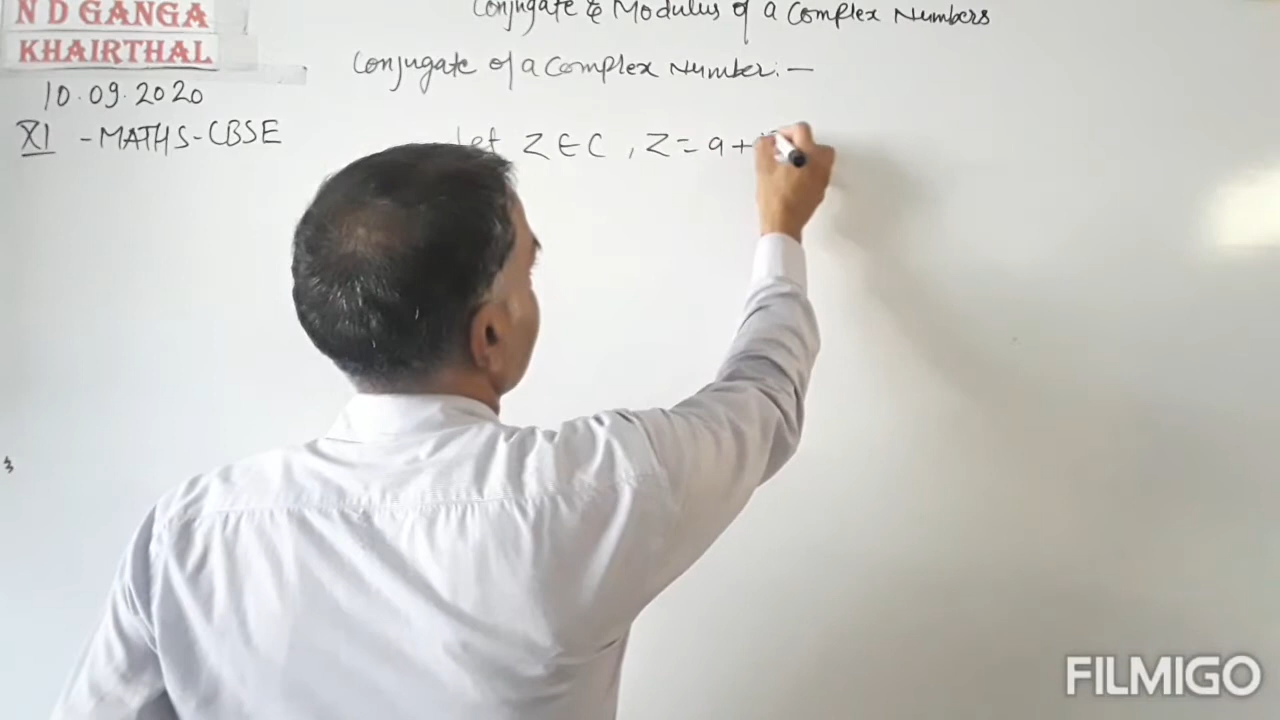 N D GANGA
KHAIRTHAL
Conjugate & Modulus of a Complex Numbers
Conjugate of a Complex Number:-
10.09.2020
XI -MATHS-CBSE
Let Z∈C, Z=a+
FILMIGO